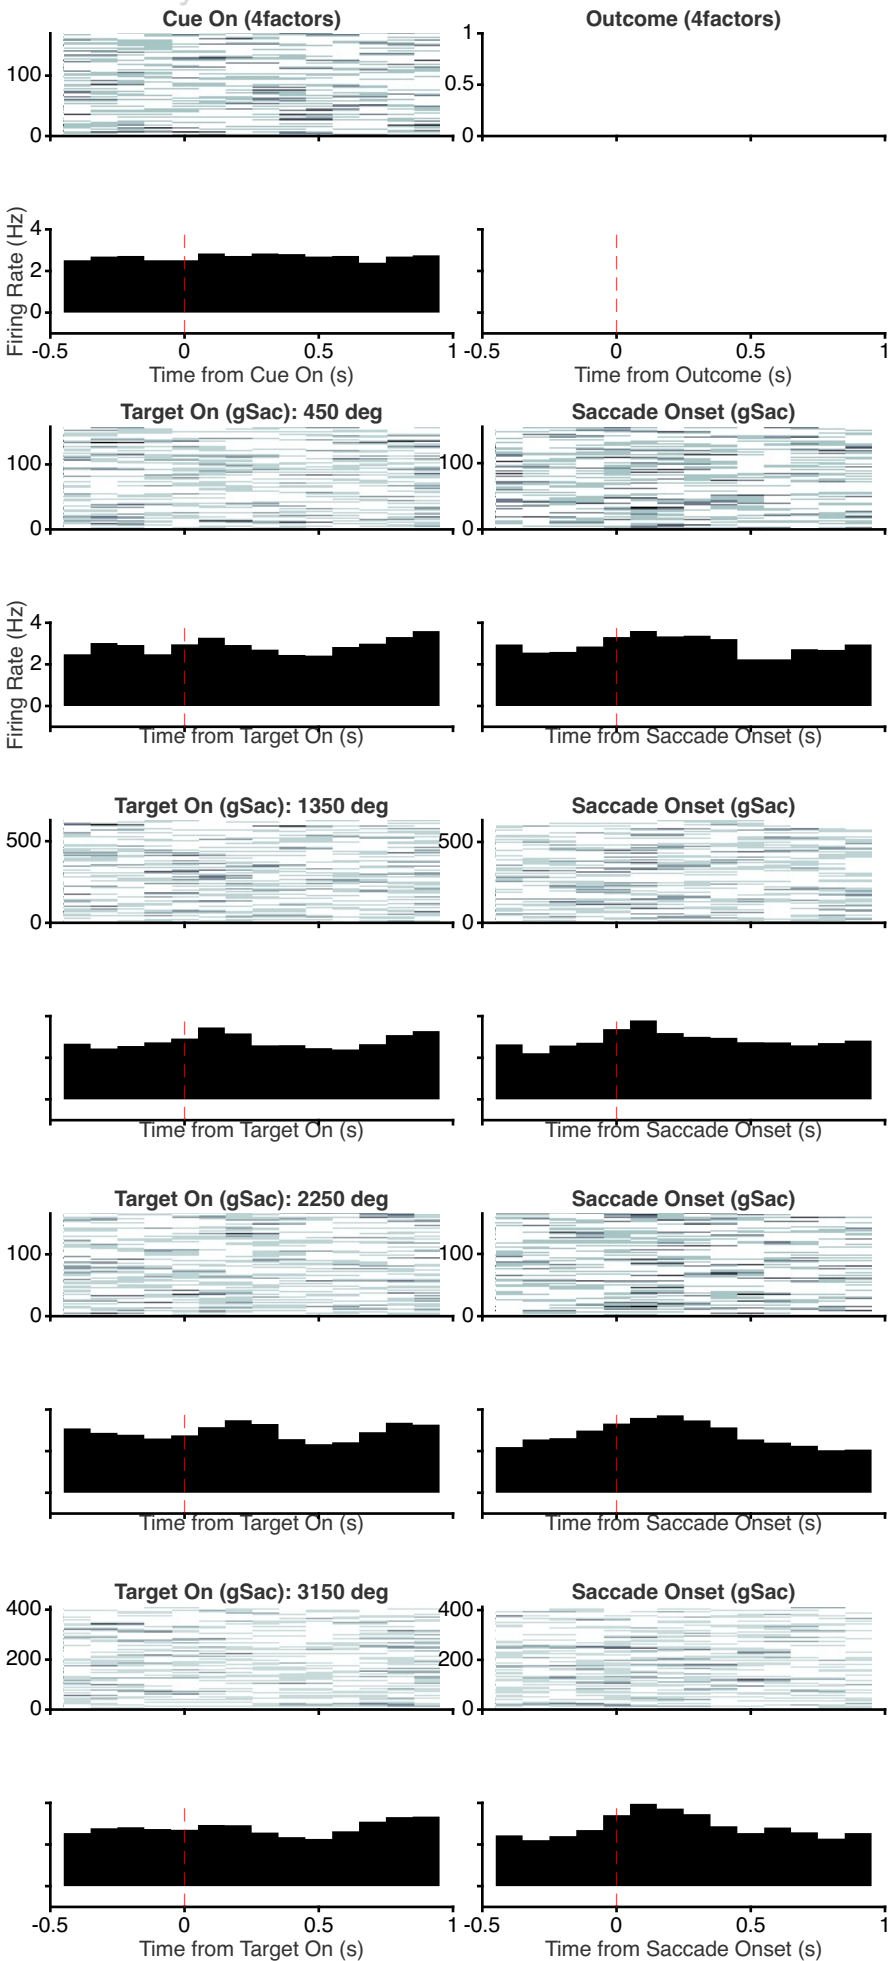 Cue On (4factors)
Outcome (4factors)
100
0
1
0.5
0
Firing Rate (Hz)
4
2
0
-0.5 0 0.5 1
Time from Cue On (s)
-0.5 0 0.5 1
Time from Outcome (s)
Target On (gSac): 450 deg
Saccade Onset (gSac)
100
0
100
0
Firing Rate (Hz)
4
2
0
Time from Target On (s)
Time from Saccade Onset (s)
Target On (gSac): 1350 deg
Saccade Onset (gSac)
500
0
500
0
Time from Target On (s)
Time from Saccade Onset (s)
Target On (gSac): 2250 deg
Saccade Onset (gSac)
100
0
100
0
Time from Target On (s)
Time from Saccade Onset (s)
Target On (gSac): 3150 deg
Saccade Onset (gSac)
400
200
0
400
200
0
-0.5 0 0.5 1
Time from Target On (s)
-0.5 0 0.5 1
Time from Saccade Onset (s)